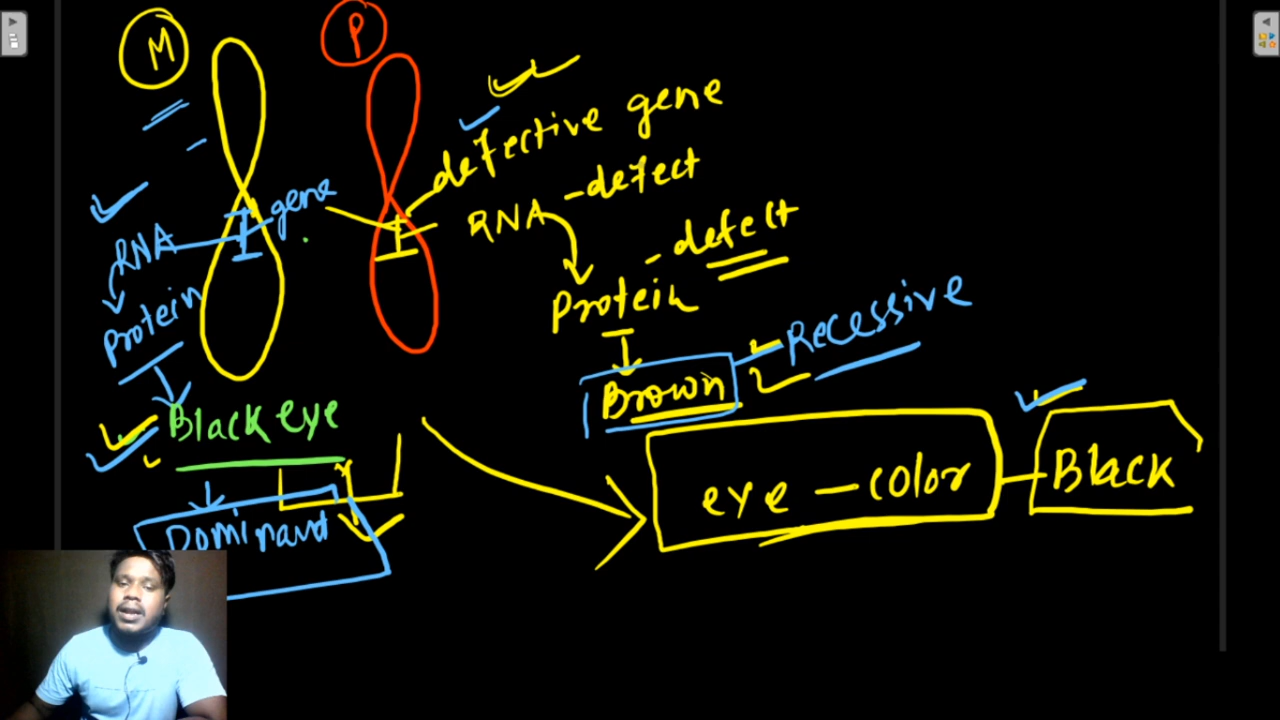 M
P
defective gene
gene
RNA
RNA - defect
Protein
Protein - defect
Black eye
Brown
Recessive
Dominant
eye - color
Black